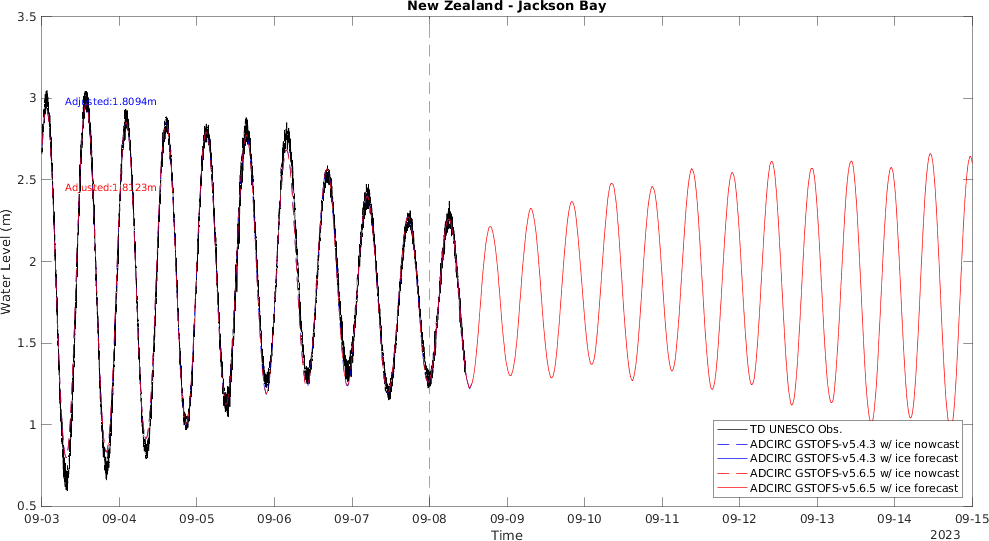 New Zealand - Jackson Bay
3.5
3
2.5
2
1.5
1
0.5
Water Level (m)
Adjusted:1.8094m
Adjusted:1.8123m
TD UNESCO Obs.
ADCIRC GSTOFS-v5.4.3 w/ ice nowcast
ADCIRC GSTOFS-v5.4.3 w/ ice forecast
ADCIRC GSTOFS-v5.6.5 w/ ice nowcast
ADCIRC GSTOFS-v5.6.5 w/ ice forecast
09-03 09-04 09-05 09-06 09-07 09-08 09-09 09-10 09-11 09-12 09-13 09-14 09-15
Time
2023